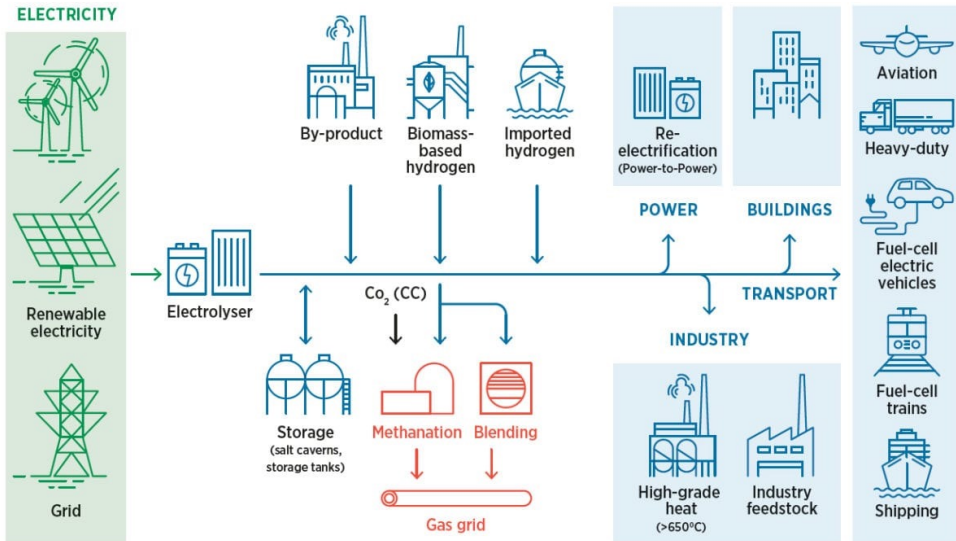 ELECTRICITY
Renewable
electricity
Grid
Electrolyser
By-product
Biomass-
based
hydrogen
Imported
hydrogen
Co₂ (CC)
Storage
(salt caverns,
storage tanks)
Methanation
Blending
Gas grid
Re-
electrification
(Power-to-Power)
POWER
BUILDINGS
TRANSPORT
INDUSTRY
High-grade
heat
(>650ºC)
Industry
feedstock
Aviation
Heavy-duty
Fuel-cell
electric
vehicles
Fuel-cell
trains
Shipping